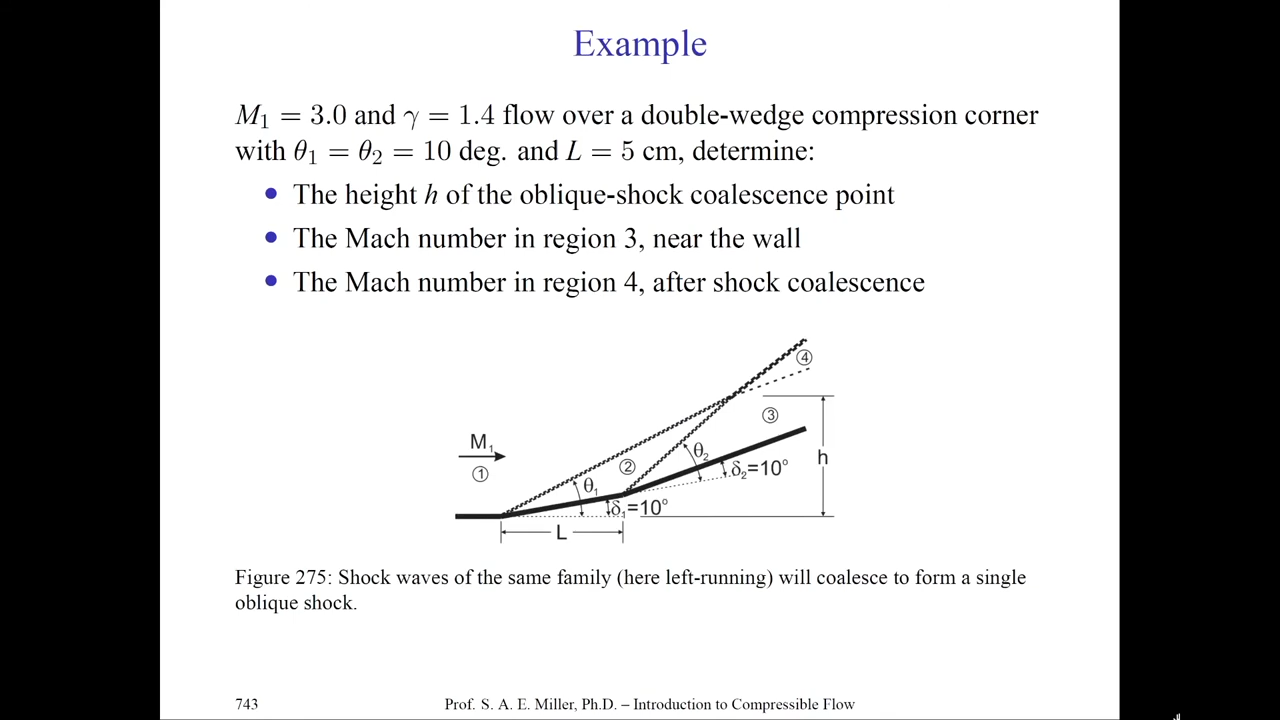 Example
M₁ = 3.0 and γ = 1.4 flow over a double-wedge compression corner
with θ₁ = θ₂ = 10 deg. and L = 5 cm, determine:
• The height h of the oblique-shock coalescence point
• The Mach number in region 3, near the wall
• The Mach number in region 4, after shock coalescence
④
③
M₁
①
②
θ₂
h
θ₁
δ₂=10°
δ₁=10°
L
Figure 275: Shock waves of the same family (here left-running) will coalesce to form a single
oblique shock.
743 Prof. S. A. E. Miller, Ph.D. – Introduction to Compressible Flow